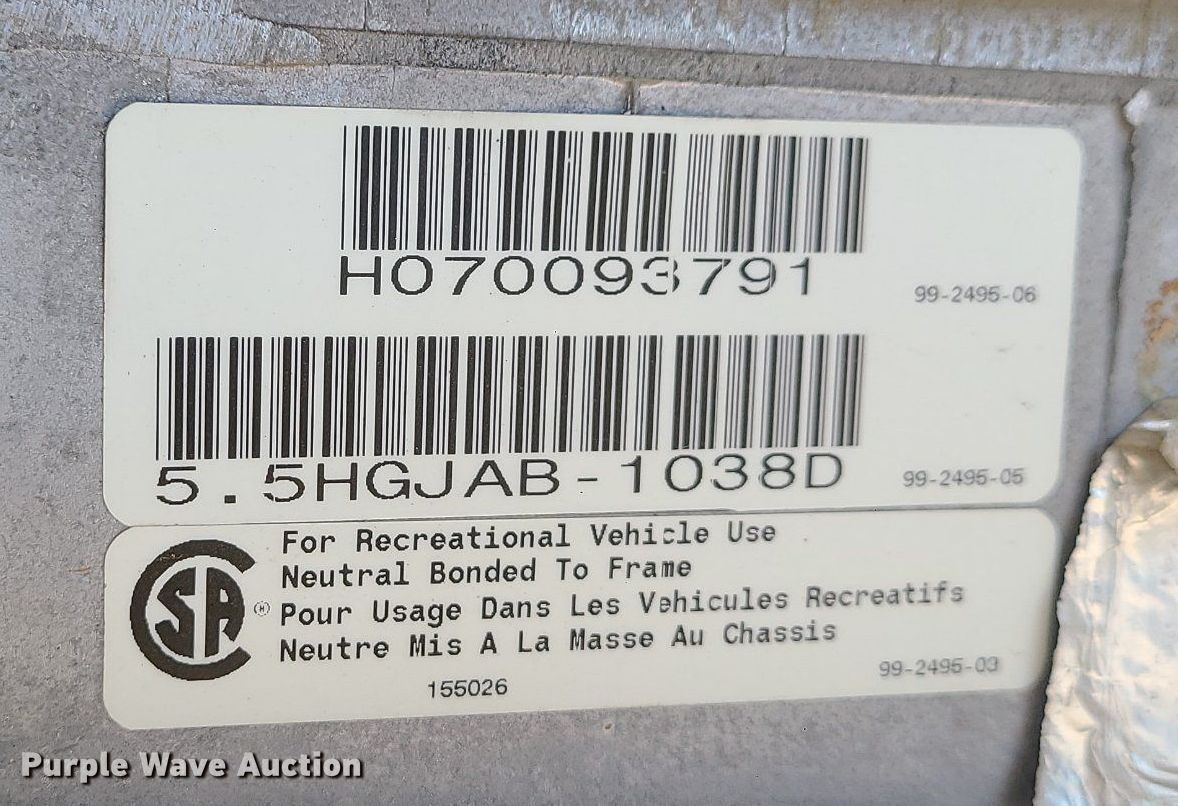 H070093791
99-2495-06
5.5HGJAB-1038D
99-2495-05
For Recreational Vehicle Use
Neutral Bonded To Frame
Pour Usage Dans Les Vehicules Recreatifs
Neutre Mis A La Masse Au Chassis
SA ®
155026
99-2495-03
Purple Wave Auction